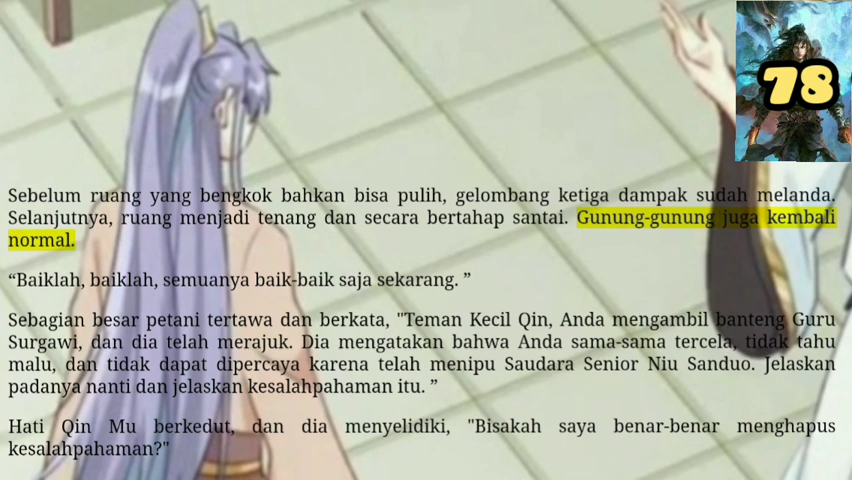 78
Sebelum ruang yang bengkok bahkan bisa pulih, gelombang ketiga dampak sudah melanda.
Selanjutnya, ruang menjadi tenang dan secara bertahap santai. Gunung-gunung juga kembali
normal.
“Baiklah, baiklah, semuanya baik-baik saja sekarang. ”
Sebagian besar petani tertawa dan berkata, "Teman Kecil Qin, Anda mengambil banteng Guru
Surgawi, dan dia telah merajuk. Dia mengatakan bahwa Anda sama-sama tercela, tidak tahu
malu, dan tidak dapat dipercaya karena telah menipu Saudara Senior Niu Sanduo. Jelaskan
padanya nanti dan jelaskan kesalahpahaman itu. ”
Hati Qin Mu berkedut, dan dia menyelidiki, "Bisakah saya benar-benar menghapus
kesalahpahaman?"